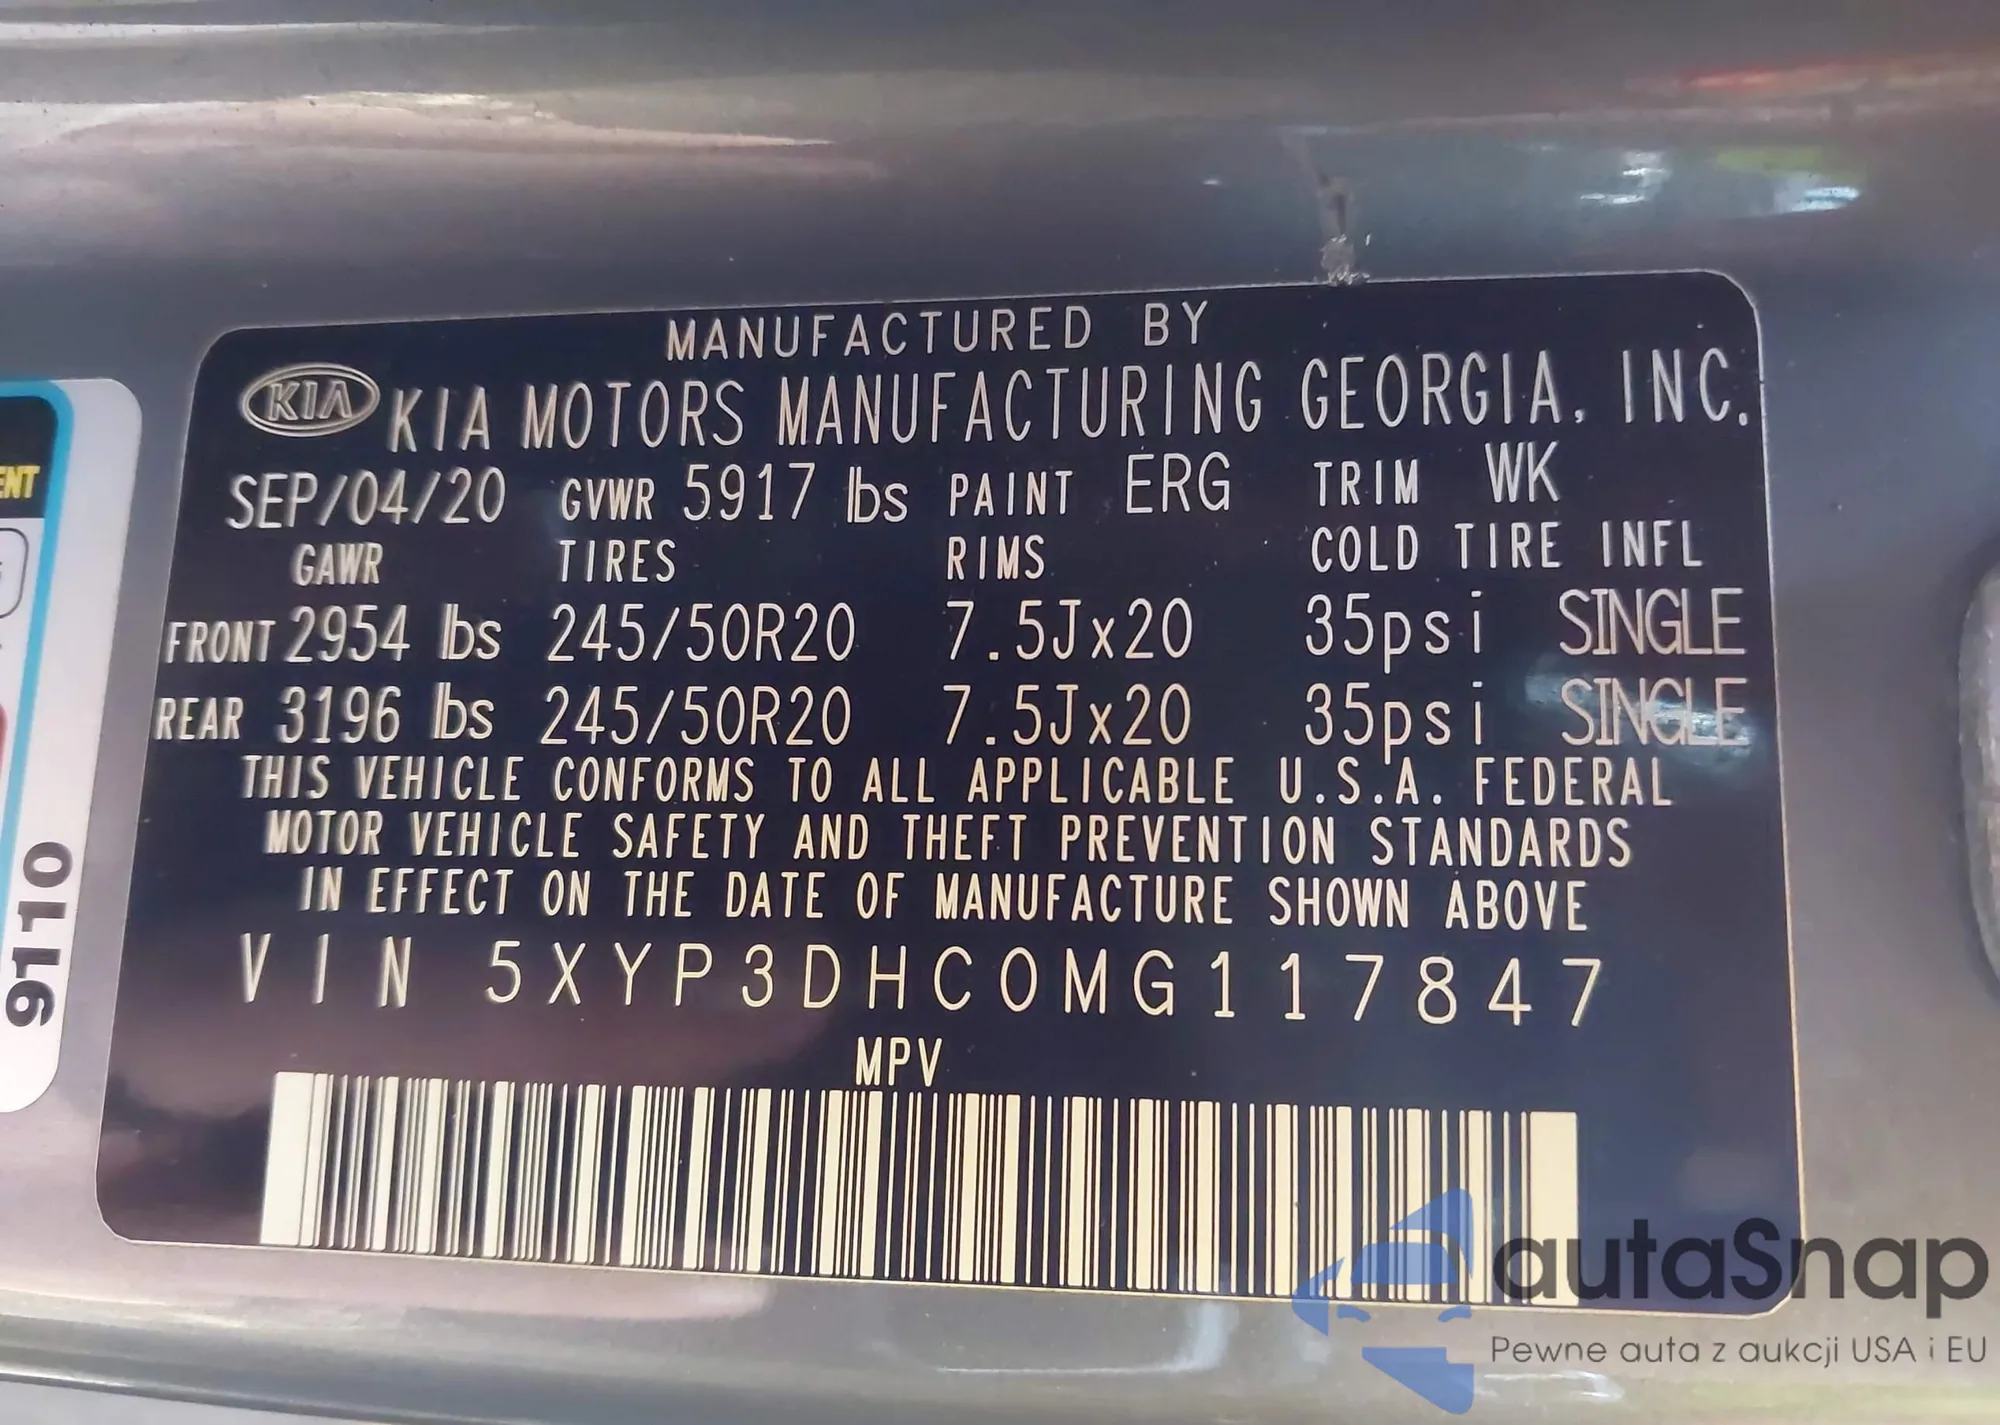 MANUFACTURED BY
KIA KIA MOTORS MANUFACTURING GEORGIA, INC.
SEP/04/20 GVWR 5917 lbs PAINT ERG TRIM WK
GAWR TIRES RIMS COLD TIRE INFL
FRONT 2954 lbs 245/50R20 7.5Jx20 35psi SINGLE
REAR 3196 lbs 245/50R20 7.5Jx20 35psi SINGLE
THIS VEHICLE CONFORMS TO ALL APPLICABLE U.S.A. FEDERAL
MOTOR VEHICLE SAFETY AND THEFT PREVENTION STANDARDS
IN EFFECT ON THE DATE OF MANUFACTURE SHOWN ABOVE
VIN 5XYP3DHC0MG117847
MPV
9110
autaSnap
Pewne auta z aukcji USA i EU